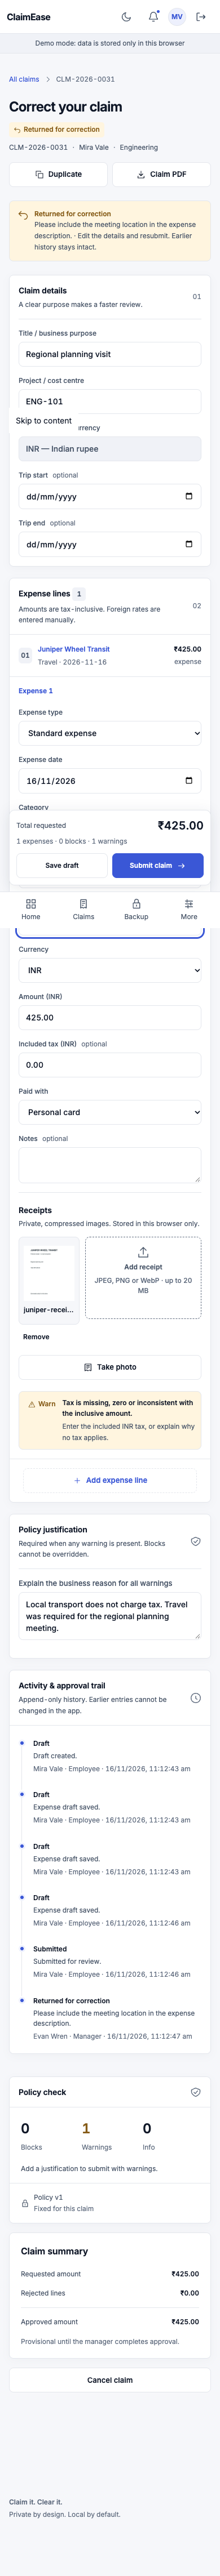 ClaimEase
MV
Demo mode: data is stored only in this browser
All claims
CLM-2026-0031
Correct your claim
Returned for correction
CLM-2026-0031 · Mira Vale · Engineering
Duplicate
Claim PDF
Returned for correction
Please include the meeting location in the expense
description. · Edit the details and resubmit. Earlier
history stays intact.
Claim details
01
A clear purpose makes a faster review.
Title / business purpose
Regional planning visit
Project / cost centre
ENG-101
Skip to content
rrency
INR — Indian rupee
Trip start optional
dd/mm/yyyy
Trip end optional
dd/mm/yyyy
Expense lines 1
02
Amounts are tax-inclusive. Foreign rates are
entered manually.
01
Juniper Wheel Transit
₹425.00
Travel · 2026-11-16
expense
Expense 1
Expense type
Standard expense
Expense date
16/11/2026
Category
Total requested
₹425.00
1 expenses · 0 blocks · 1 warnings
Save draft
Submit claim
Home
Claims
Backup
More
Currency
INR
Amount (INR)
425.00
Included tax (INR) optional
0.00
Paid with
Personal card
Notes optional
Receipts
Private, compressed images. Stored in this browser only.
juniper-recei...
Add receipt
JPEG, PNG or WebP · up to 20
MB
Remove
Take photo
Warn
Tax is missing, zero or inconsistent with
the inclusive amount.
Enter the included INR tax, or explain why
no tax applies.
Add expense line
Policy justification
Required when any warning is present. Blocks
cannot be overridden.
Explain the business reason for all warnings
Local transport does not charge tax. Travel
was required for the regional planning
meeting.
Activity & approval trail
Append-only history. Earlier entries cannot be
changed in the app.
Draft
Draft created.
Mira Vale · Employee · 16/11/2026, 11:12:43 am
Draft
Expense draft saved.
Mira Vale · Employee · 16/11/2026, 11:12:43 am
Draft
Expense draft saved.
Mira Vale · Employee · 16/11/2026, 11:12:43 am
Draft
Expense draft saved.
Mira Vale · Employee · 16/11/2026, 11:12:46 am
Submitted
Submitted for review.
Mira Vale · Employee · 16/11/2026, 11:12:46 am
Returned for correction
Please include the meeting location in the expense
description.
Evan Wren · Manager · 16/11/2026, 11:12:47 am
Policy check
0
1
0
Blocks
Warnings
Info
Add a justification to submit with warnings.
Policy v1
Fixed for this claim
Claim summary
Requested amount
₹425.00
Rejected lines
₹0.00
Approved amount
₹425.00
Provisional until the manager completes approval.
Cancel claim
Claim it. Clear it.
Private by design. Local by default.